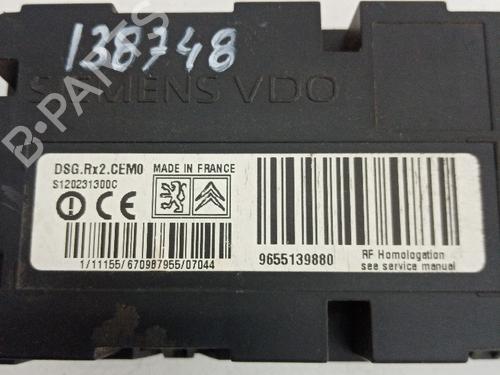 138748
SIEMENS VDO
B-PARTS
DSG.Rx2.CEM0 MADE IN FRANCE
S120231300C
CE
1/11155/670987955/07044
9655139880
RF Homologation
see service manual